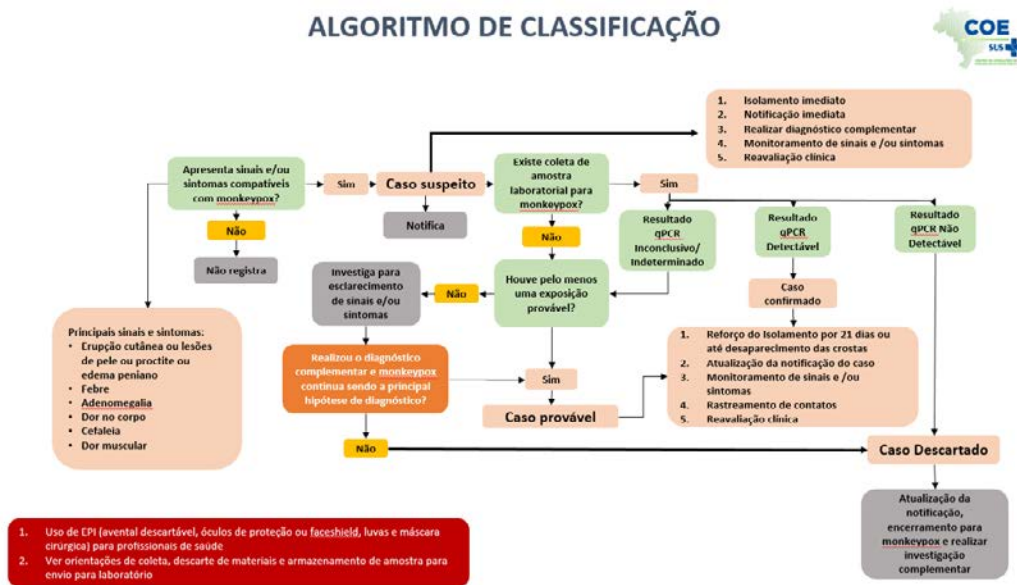 ALGORITMO DE CLASSIFICAÇÃO
COE
SUS
1. Isolamento imediato
2. Notificação imediata
3. Realizar diagnóstico complementar
4. Monitoramento de sinais e /ou sintomas
5. Reavaliação clínica
Apresenta sinais e/ou
sintomas compatíveis
com monkeypox?
Sim
Caso suspeito
Existe coleta de
amostra
laboratorial para
monkeypox?
Sim
Não
Não registra
Notifica
Não
Resultado
qPCR
Inconclusivo/
Indeterminado
Resultado
qPCR
Detectável
Resultado
qPCR Não
Detectável
Investiga para
esclarecimento
de sinais e/ou
sintomas
Não
Houve pelo menos
uma exposição
provável?
Caso
confirmado
Principais sinais e sintomas:
• Erupção cutânea ou lesões
de pele ou proctite ou
edema peniano
• Febre
• Adenomegalia
• Dor no corpo
• Cefaleia
• Dor muscular
Realizou o diagnóstico
complementar e monkeypox
continua sendo a principal
hipótese de diagnóstico?
Sim
Caso provável
1. Reforço do Isolamento por 21 dias ou
até desaparecimento das crostas
2. Atualização da notificação do caso
3. Monitoramento de sinais e /ou
sintomas
4. Rastreamento de contatos
5. Reavaliação clínica
Não
Caso Descartado
Atualização da
notificação,
encerramento para
monkeypox e realizar
investigação
complementar
1. Uso de EPI (avental descartável, óculos de proteção ou faceshield, luvas e máscara
cirúrgica) para profissionais de saúde
2. Ver orientações de coleta, descarte de materiais e armazenamento de amostra para
envio para laboratório